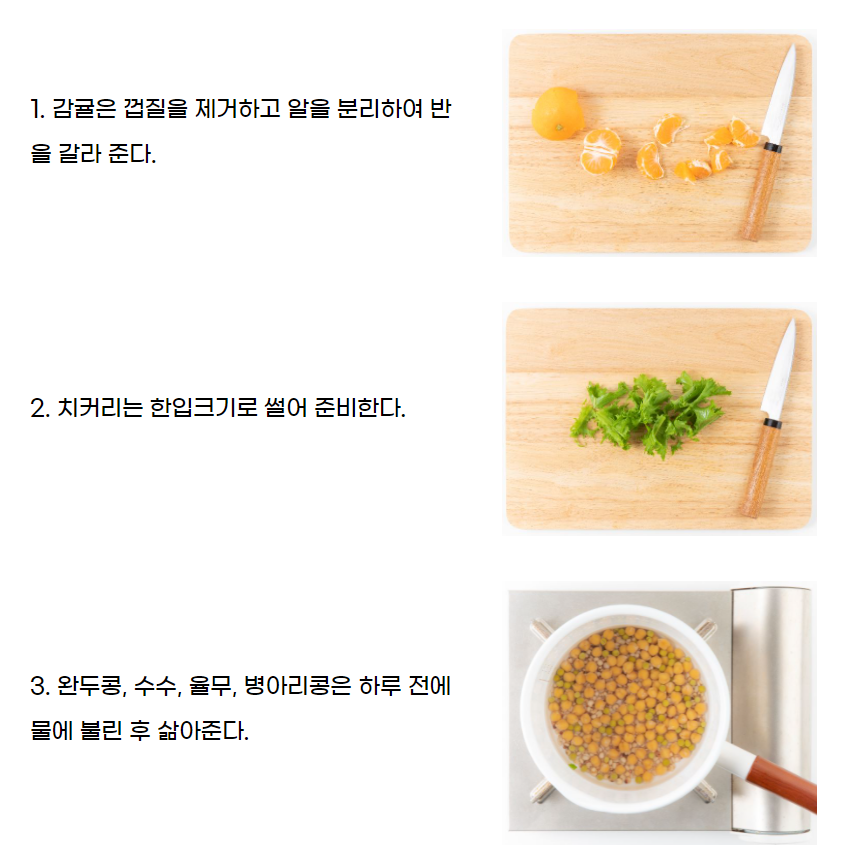 1. 감귤은 껍질을 제거하고 알을 분리하여 반
을 갈라 준다.
2. 치커리는 한입크기로 썰어 준비한다.
3. 완두콩, 수수, 율무, 병아리콩은 하루 전에
물에 불린 후 삶아준다.